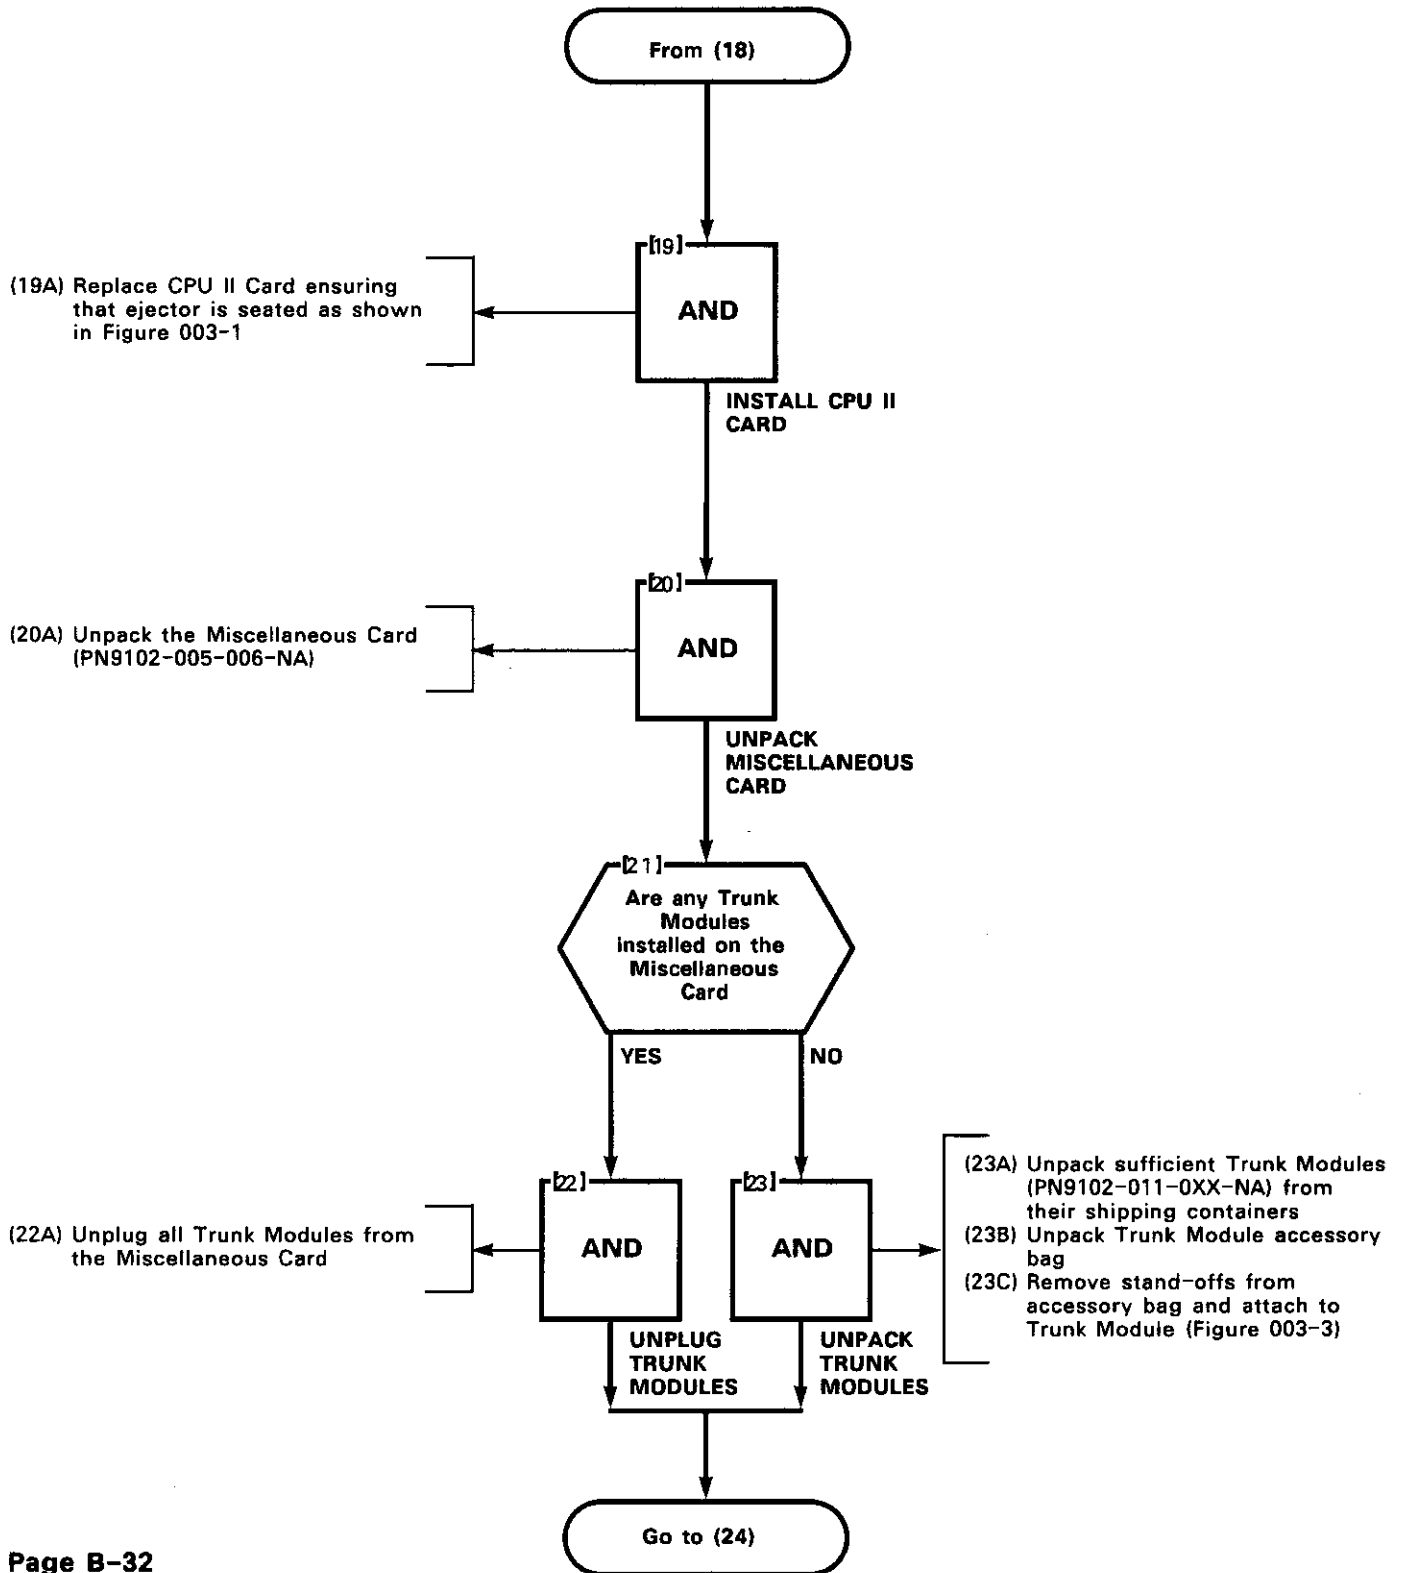 From (18)
[19]
AND
(19A) Replace CPU II Card ensuring
that ejector is seated as shown
in Figure 003-1
INSTALL CPU II
CARD
[20]
AND
(20A) Unpack the Miscellaneous Card
(PN9102-005-006-NA)
UNPACK
MISCELLANEOUS
CARD
[21]
Are any Trunk
Modules
installed on the
Miscellaneous
Card
YES
NO
[22]
AND
(22A) Unplug all Trunk Modules from
the Miscellaneous Card
UNPLUG
TRUNK
MODULES
[23]
AND
(23A) Unpack sufficient Trunk Modules
(PN9102-011-0XX-NA) from
their shipping containers
(23B) Unpack Trunk Module accessory
bag
(23C) Remove stand-offs from
accessory bag and attach to
Trunk Module (Figure 003-3)
UNPACK
TRUNK
MODULES
Go to (24)
Page B-32